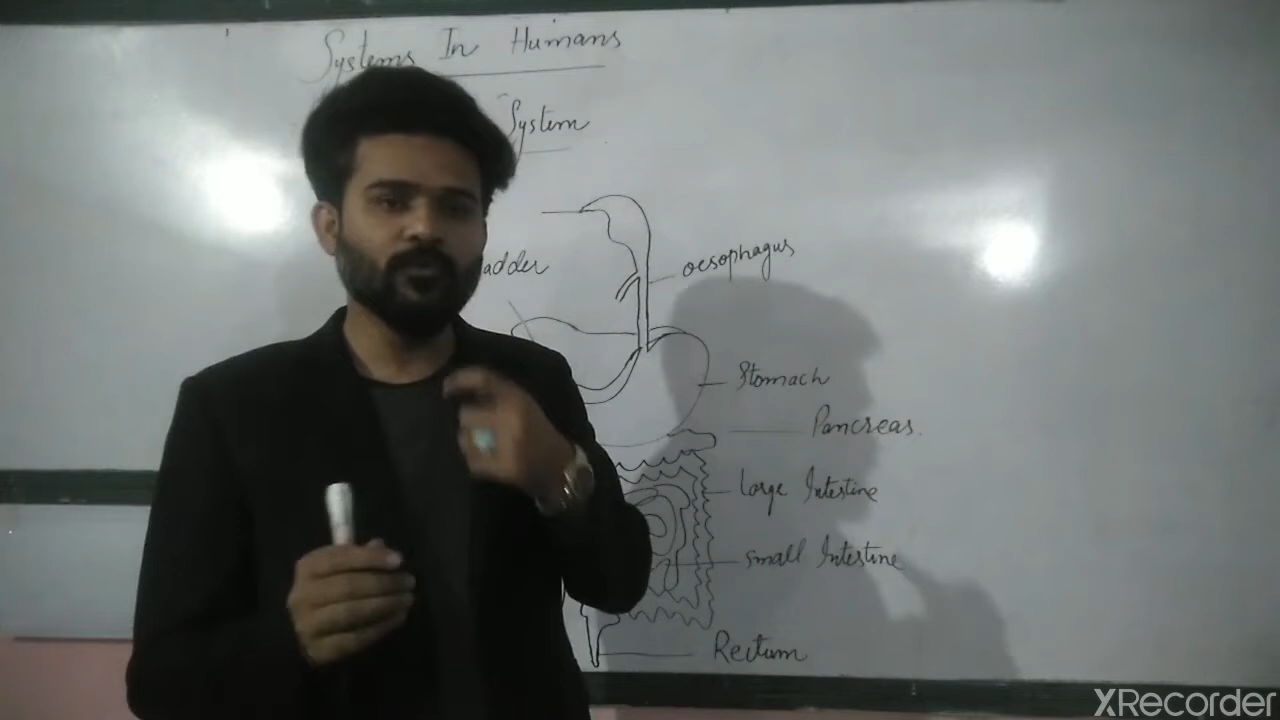 Systems In Humans
System
adder
oesophagus
Stomach
Pancreas.
Large Intestine
Small Intestine
Rectum
XRecorder